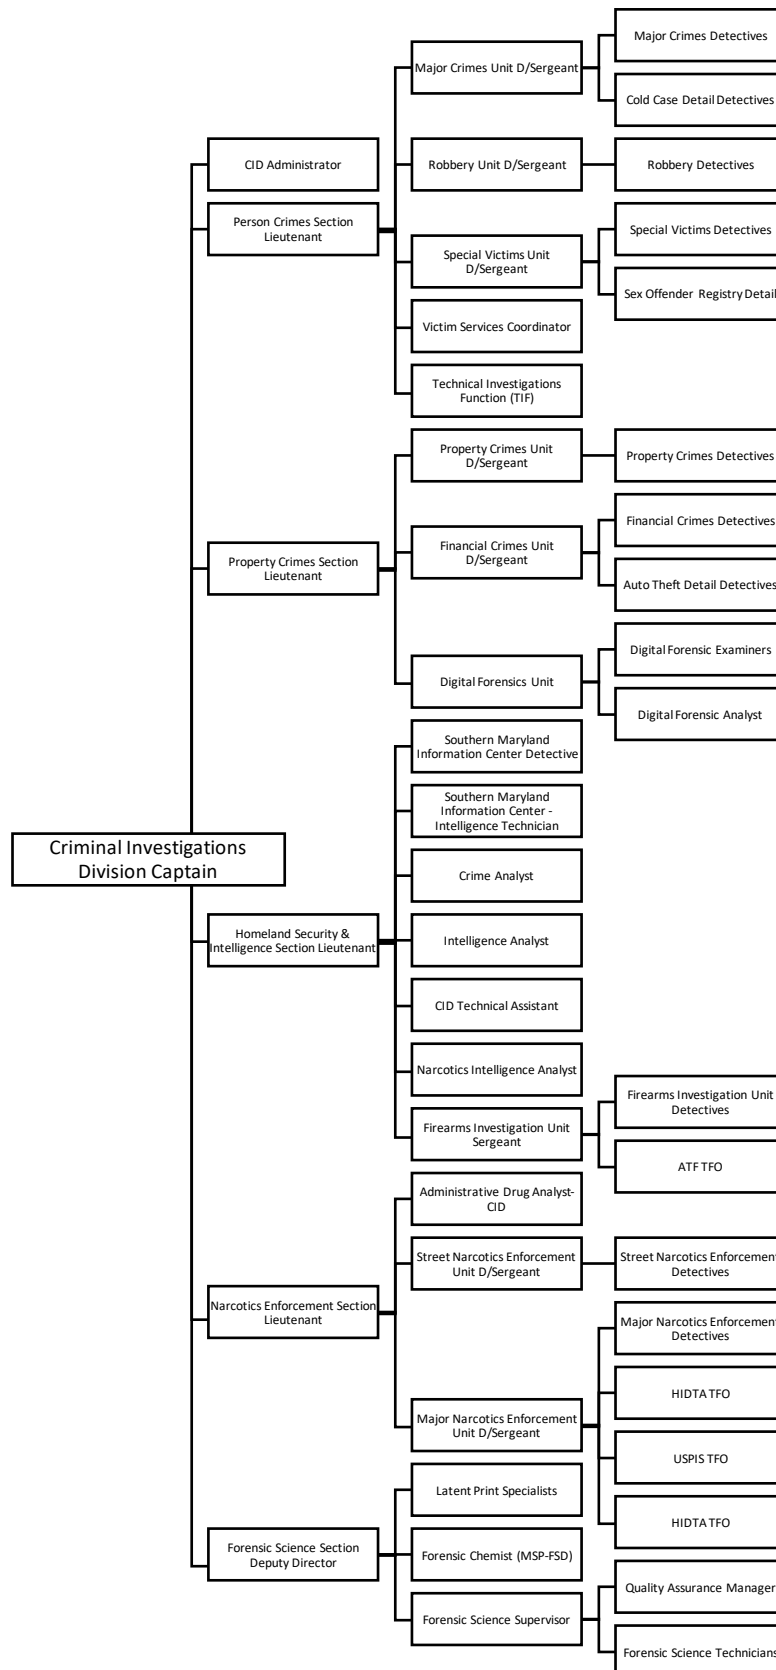 Criminal Investigations
Division Captain
CID Administrator
Person Crimes Section
Lieutenant
Major Crimes Unit D/Sergeant
Major Crimes Detectives
Cold Case Detail Detectives
Robbery Unit D/Sergeant
Robbery Detectives
Special Victims Unit
D/Sergeant
Special Victims Detectives
Sex Offender Registry Detail
Victim Services Coordinator
Technical Investigations
Function (TIF)
Property Crimes Section
Lieutenant
Property Crimes Unit
D/Sergeant
Property Crimes Detectives
Financial Crimes Unit
D/Sergeant
Financial Crimes Detectives
Auto Theft Detail Detectives
Digital Forensics Unit
Digital Forensic Examiners
Digital Forensic Analyst
Homeland Security &
Intelligence Section Lieutenant
Southern Maryland
Information Center Detective
Southern Maryland
Information Center -
Intelligence Technician
Crime Analyst
Intelligence Analyst
CID Technical Assistant
Narcotics Intelligence Analyst
Firearms Investigation Unit
Sergeant
Firearms Investigation Unit
Detectives
ATF TFO
Narcotics Enforcement Section
Lieutenant
Administrative Drug Analyst-
CID
Street Narcotics Enforcement
Unit D/Sergeant
Street Narcotics Enforcement
Detectives
Major Narcotics Enforcement
Unit D/Sergeant
Major Narcotics Enforcement
Detectives
HIDTA TFO
USPIS TFO
HIDTA TFO
Forensic Science Section
Deputy Director
Latent Print Specialists
Forensic Chemist (MSP-FSD)
Forensic Science Supervisor
Quality Assurance Manager
Forensic Science Technicians